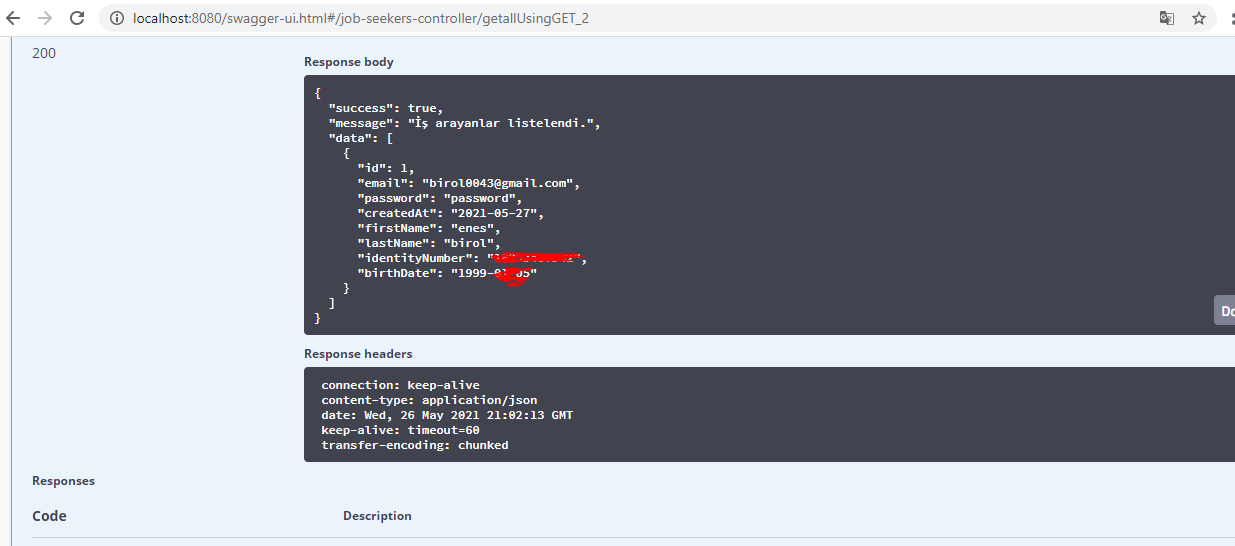 localhost:8080/swagger-ui.html#/job-seekers-controller/getallUsingGET_2
200
Response body
{
"success": true,
"message": "İş arayanlar listelendi.",
"data": [
{
"id": 1,
"email": "birol0043@gmail.com",
"password": "password",
"createdAt": "2021-05-27",
"firstName": "enes",
"lastName": "birol",
"identityNumber": "
"birthDate": "1999-
}
]
}
Do
Response headers
connection: keep-alive
content-type: application/json
date: Wed, 26 May 2021 21:02:13 GMT
keep-alive: timeout=60
transfer-encoding: chunked
Responses
Code Description